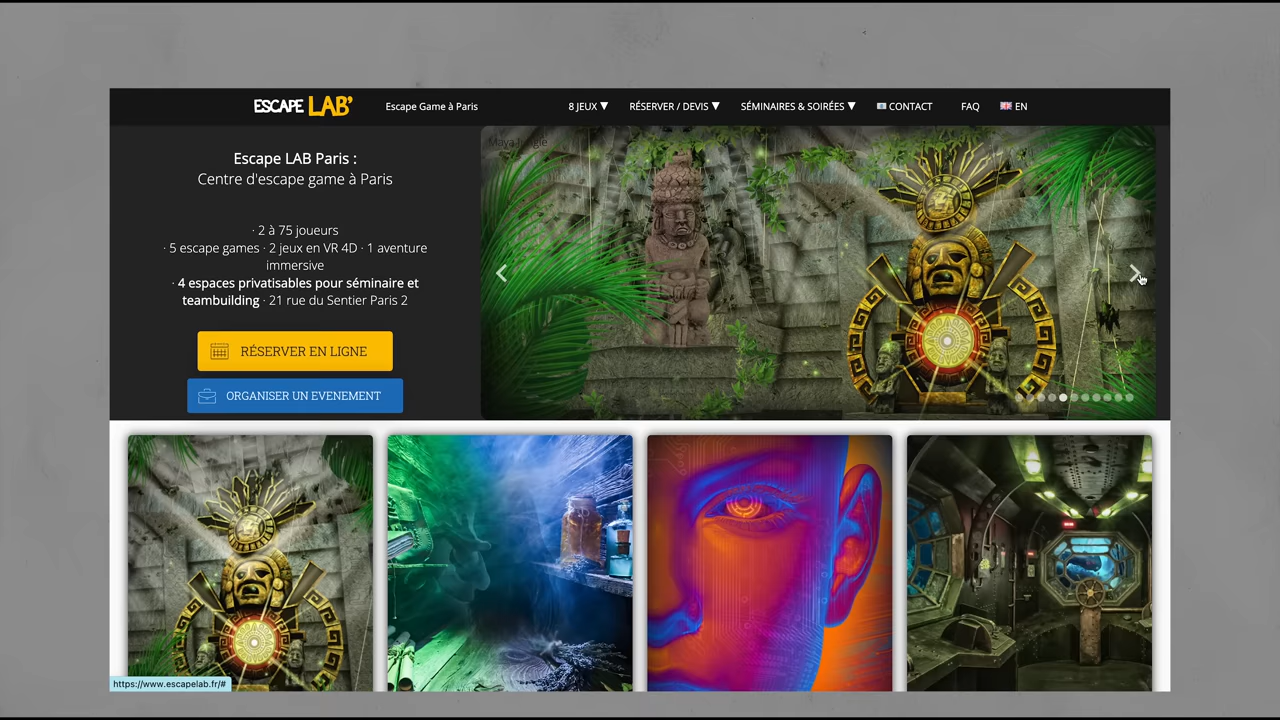 ESCAPE LAB'
Escape Game à Paris
8 JEUX ▼
RÉSERVER / DEVIS ▼
SÉMINAIRES & SOIRÉES ▼
CONTACT
FAQ
EN
Escape LAB Paris :
Centre d'escape game à Paris
· 2 à 75 joueurs
· 5 escape games · 2 jeux en VR 4D · 1 aventure
immersive
· 4 espaces privatisables pour séminaire et
teambuilding · 21 rue du Sentier Paris 2
RÉSERVER EN LIGNE
ORGANISER UN EVENEMENT
Maya Jungle
https://www.escapelab.fr/#